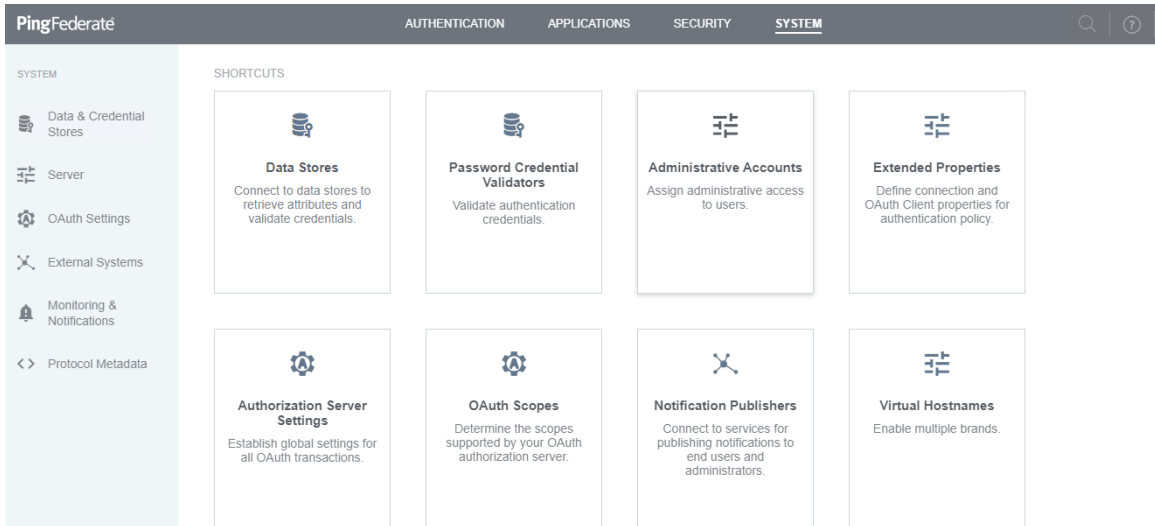 PingFederate
AUTHENTICATION
APPLICATIONS
SECURITY
SYSTEM
?
SYSTEM
Data & Credential
Stores
Server
OAuth Settings
External Systems
Monitoring &
Notifications
Protocol Metadata
SHORTCUTS
Data Stores
Connect to data stores to
retrieve attributes and
validate credentials.
Password Credential
Validators
Validate authentication
credentials.
Administrative Accounts
Assign administrative access
to users.
Extended Properties
Define connection and
OAuth Client properties for
authentication policy.
Authorization Server
Settings
Establish global settings for
all OAuth transactions.
OAuth Scopes
Determine the scopes
supported by your OAuth
authorization server.
Notification Publishers
Connect to services for
publishing notifications to
end users and
administrators.
Virtual Hostnames
Enable multiple brands.